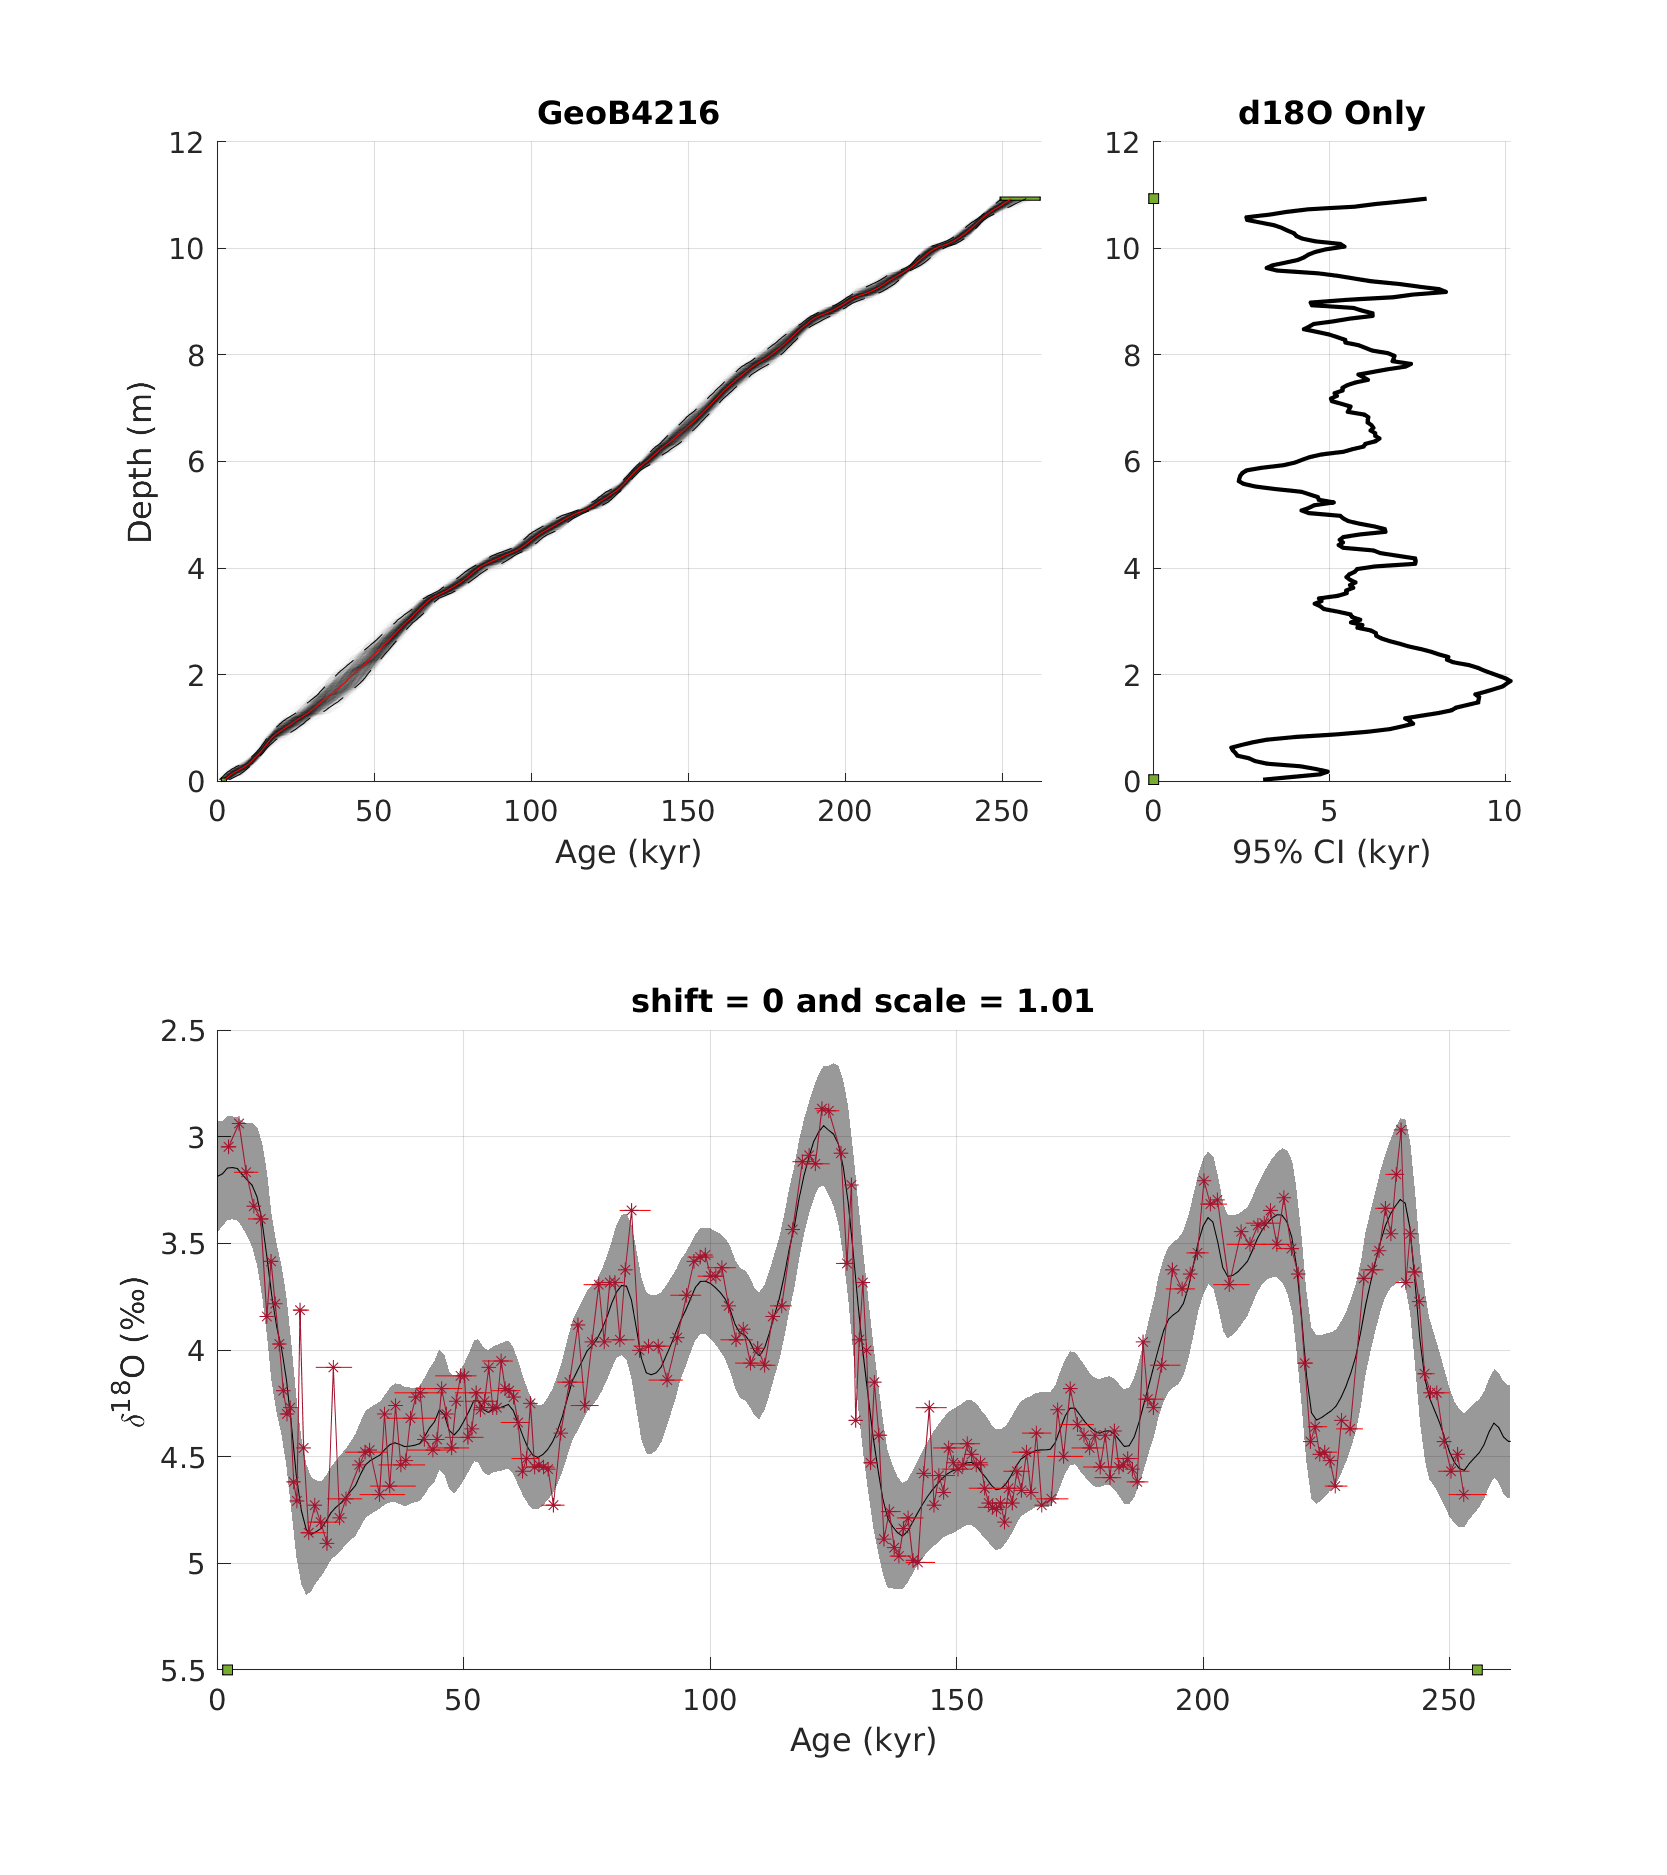 GeoB4216
d18O Only
12
10
8
6
4
2
0
Depth (m)
0 50 100 150 200 250
Age (kyr)
12
10
8
6
4
2
0
0 5 10
95% CI (kyr)
shift = 0 and scale = 1.01
2.5
3
3.5
4
4.5
5
5.5
δ18O (‰)
0 50 100 150 200 250
Age (kyr)